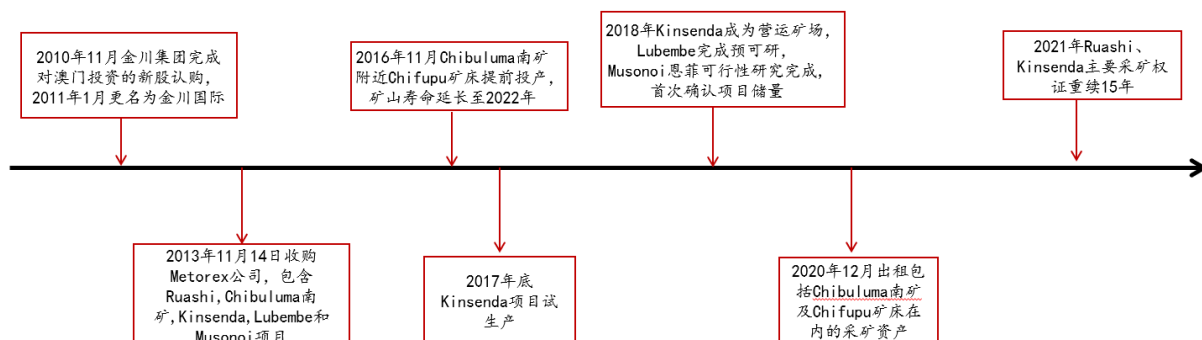 2010年11月金川集团完成
对澳门投资的新股认购,
2011年1月更名为金川国际
2013年11月14日收购
Metorex公司, 包含
Ruashi,Chibuluma南
矿,Kinsenda,Lubembe和
Musonoi项目
2016年11月Chibuluma南矿
附近Chifupu矿床提前投产,
矿山寿命延长至2022年
2017年底
Kinsenda项目试
生产
2018年Kinsenda成为营运矿场,
Lubembe完成预可研,
Musonoi恩菲可行性研究完成,
首次确认项目储量
2020年12月出租包
括Chibuluma南矿
及Chifupu矿床在
内的采矿资产
2021年Ruashi、
Kinsenda主要采矿权
证重续15年